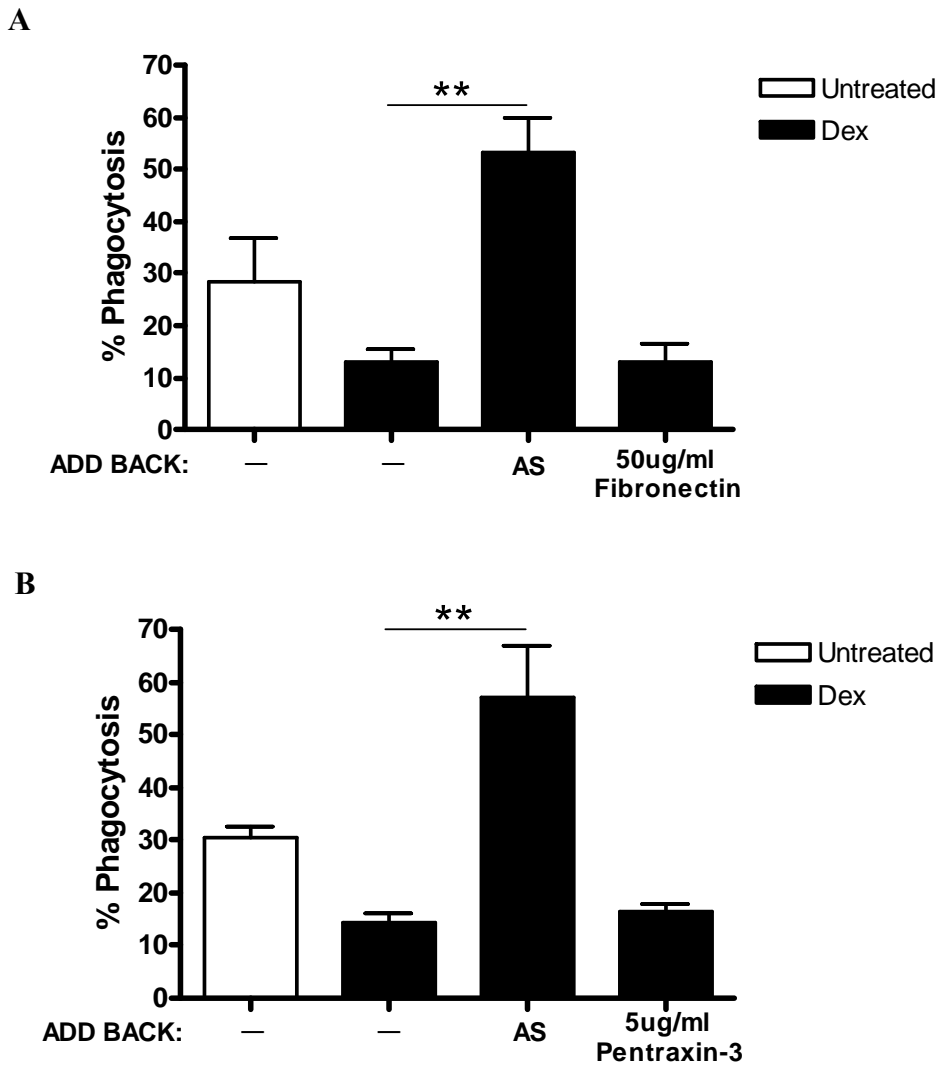 A
70
60
50
40
30
20
10
0
% Phagocytosis
**
Untreated
Dex
ADD BACK: — — AS 50ug/ml
Fibronectin
B
70
60
50
40
30
20
10
0
% Phagocytosis
**
Untreated
Dex
ADD BACK: — — AS 5ug/ml
Pentraxin-3